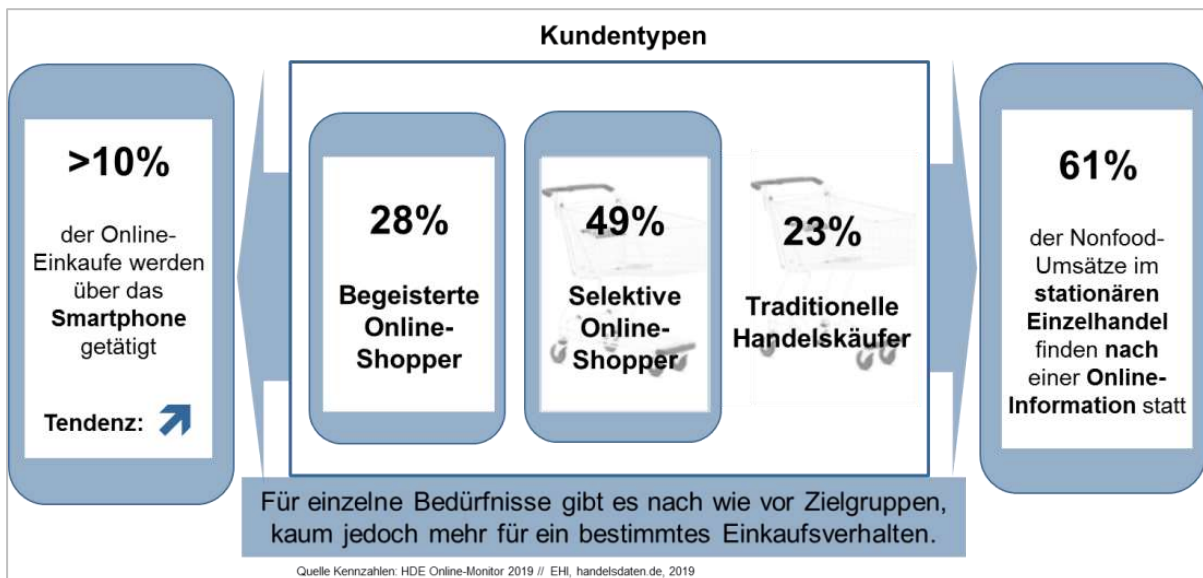 Kundentypen
>10%
der Online-
Einkaufe werden
über das
Smartphone
getätigt
Tendenz:
28%
Begeisterte
Online-
Shopper
49%
Selektive
Online-
Shopper
23%
Traditionelle
Handelskäufer
61%
der Nonfood-
Umsätze im
stationären
Einzelhandel
finden nach
einer Online-
Information statt
Für einzelne Bedürfnisse gibt es nach wie vor Zielgruppen,
kaum jedoch mehr für ein bestimmtes Einkaufsverhalten.
Quelle Kennzahlen: HDE Online-Monitor 2019 // EHI, handelsdaten.de, 2019